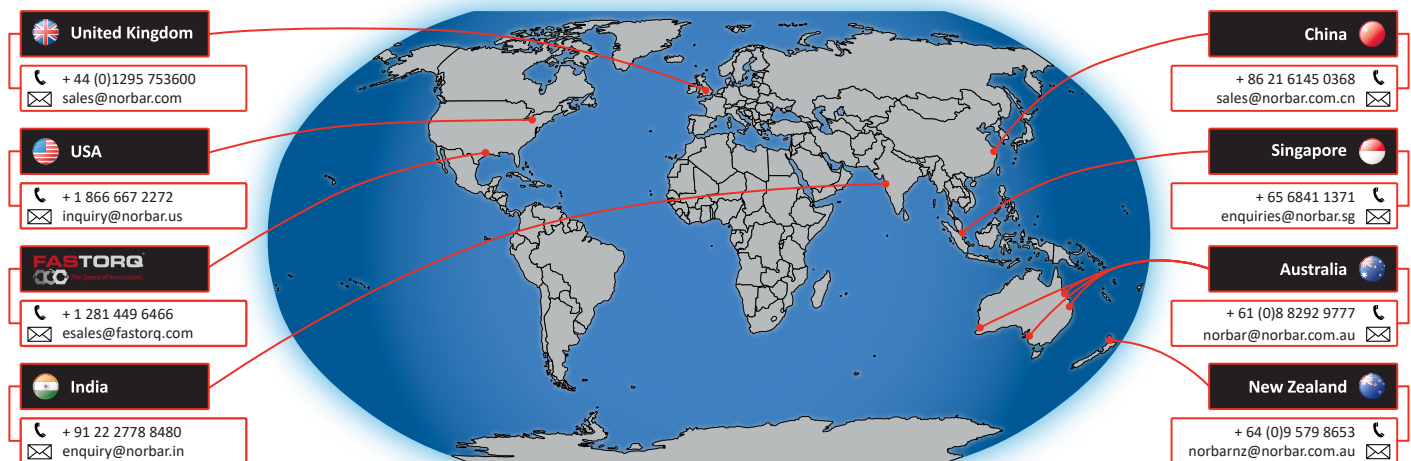 United Kingdom
+ 44 (0)1295 753600
sales@norbar.com
USA
+ 1 866 667 2272
inquiry@norbar.us
FASTORQ
The Speed of Innovation.
+ 1 281 449 6466
esales@fastorq.com
India
+ 91 22 2778 8480
enquiry@norbar.in
China
+ 86 21 6145 0368
sales@norbar.com.cn
Singapore
+ 65 6841 1371
enquiries@norbar.sg
Australia
+ 61 (0)8 8292 9777
norbar@norbar.com.au
New Zealand
+ 64 (0)9 579 8653
norbarnz@norbar.com.au